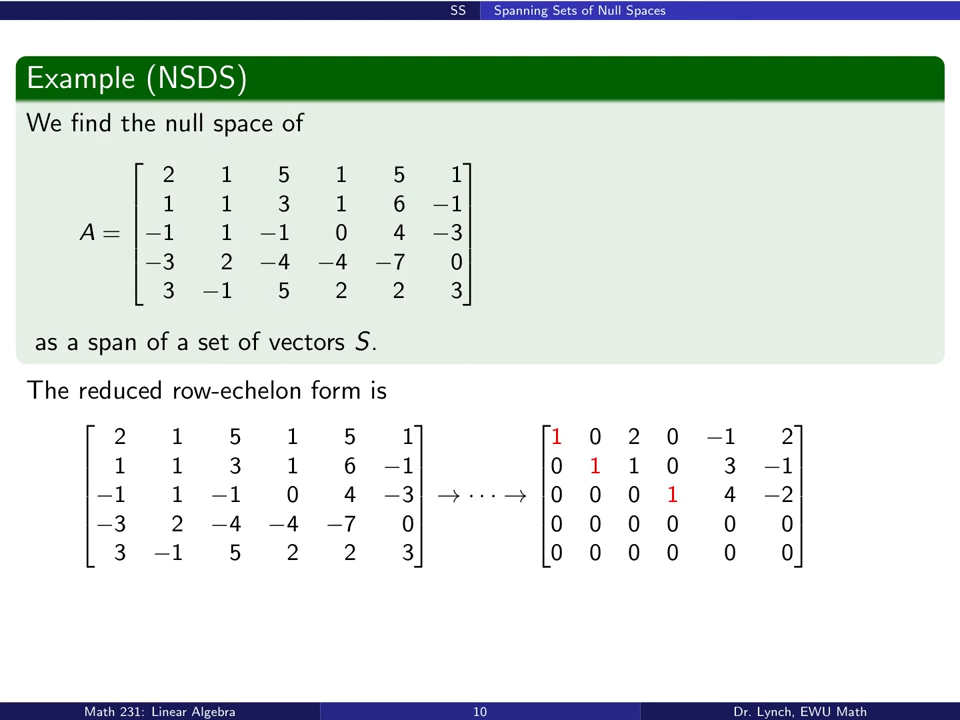 SS Spanning Sets of Null Spaces
Example (NSDS)
We find the null space of
A = 
2 1 5 1 5 1
1 1 3 1 6 −1
−1 1 −1 0 4 −3
−3 2 −4 −4 −7 0
3 −1 5 2 2 3
as a span of a set of vectors S.
The reduced row-echelon form is
2 1 5 1 5 1
1 1 3 1 6 −1
−1 1 −1 0 4 −3
−3 2 −4 −4 −7 0
3 −1 5 2 2 3
→ · · · →
1 0 2 0 −1 2
0 1 1 0 3 −1
0 0 0 1 4 −2
0 0 0 0 0 0
0 0 0 0 0 0
Math 231: Linear Algebra 10 Dr. Lynch, EWU Math